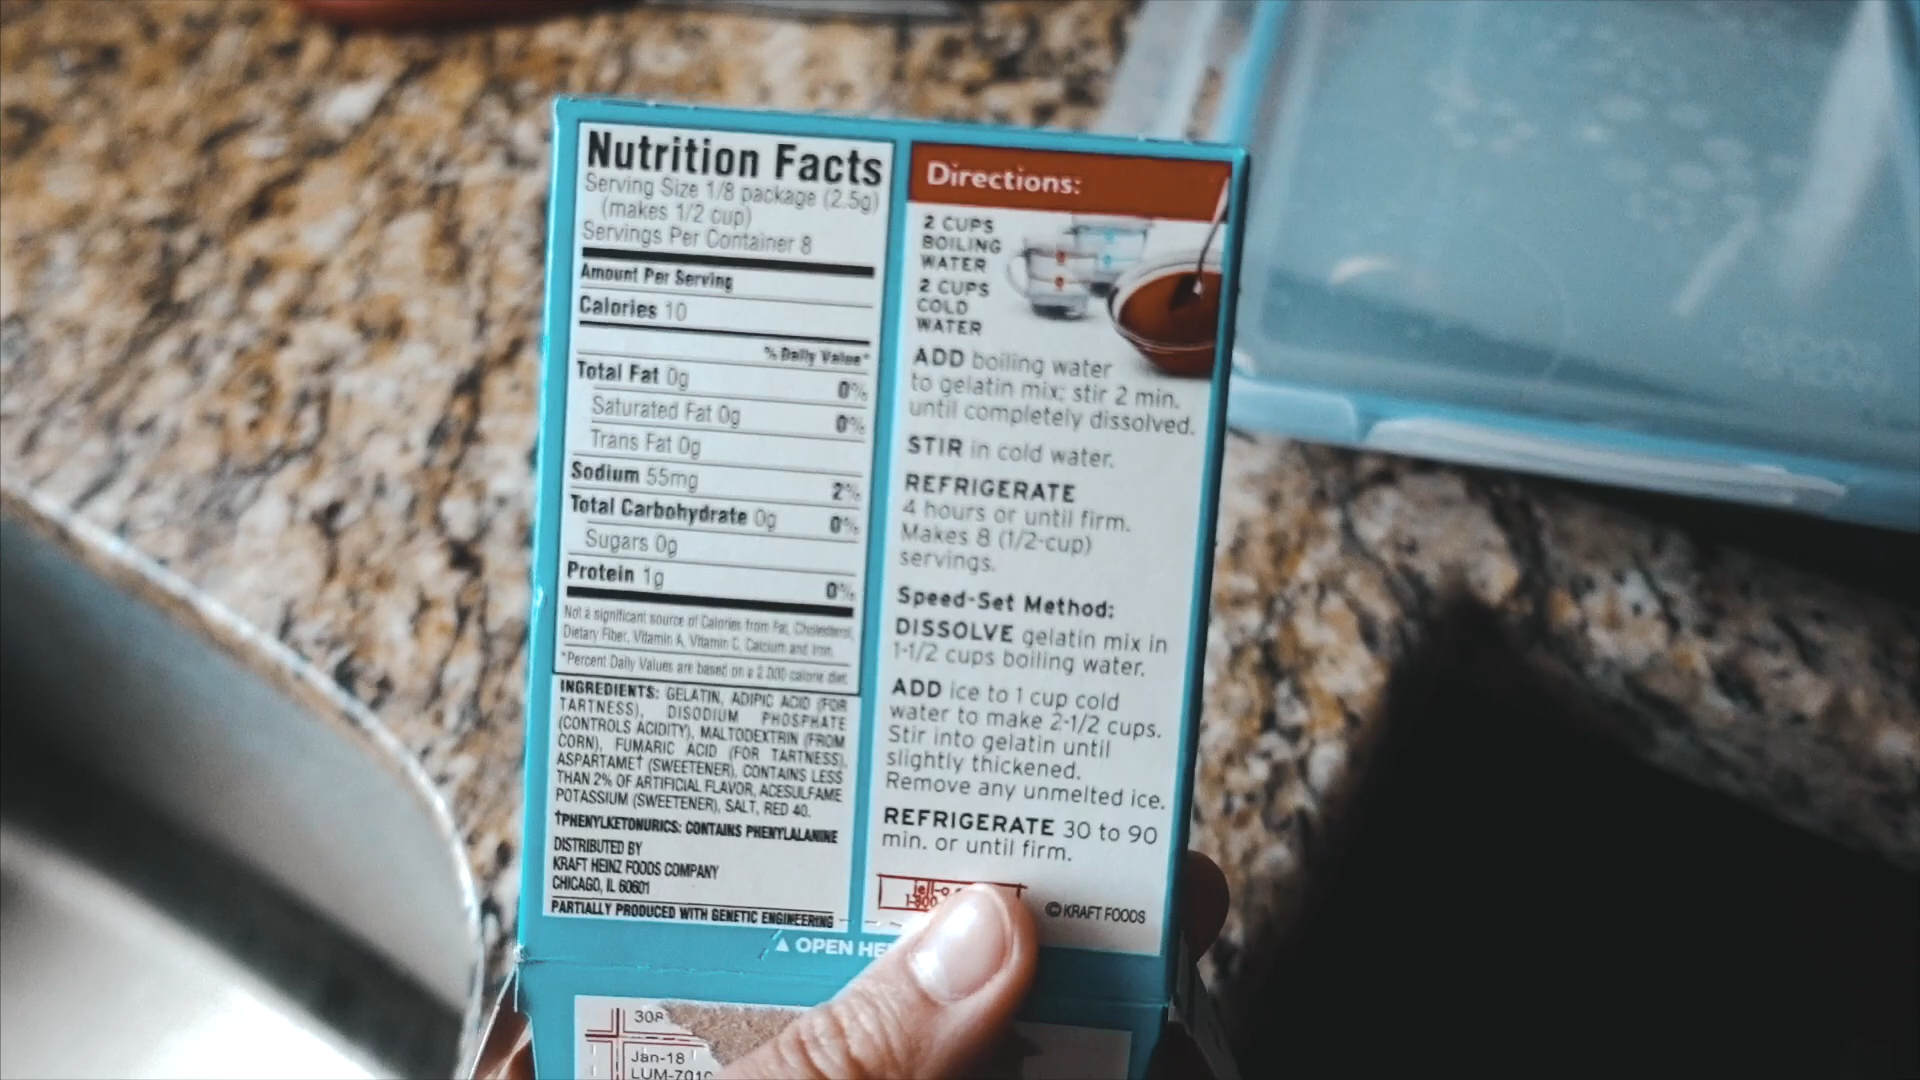 Nutrition Facts
Serving Size 1/8 package (2.5g)
(makes 1/2 cup)
Servings Per Container 8
Amount Per Serving
Calories 10
% Daily Value*
Total Fat 0g 0%
Saturated Fat 0g 0%
Trans Fat 0g
Sodium 55mg 2%
Total Carbohydrate 0g 0%
Sugars 0g
Protein 1g 0%
Not a significant source of Calories from Fat, Cholesterol,
Dietary Fiber, Vitamin A, Vitamin C, Calcium and Iron.
*Percent Daily Values are based on a 2,000 calorie diet.
INGREDIENTS: GELATIN, ADIPIC ACID (FOR
TARTNESS), DISODIUM PHOSPHATE
(CONTROLS ACIDITY), MALTODEXTRIN (FROM
CORN), FUMARIC ACID (FOR TARTNESS),
ASPARTAME† (SWEETENER), CONTAINS LESS
THAN 2% OF ARTIFICIAL FLAVOR, ACESULFAME
POTASSIUM (SWEETENER), SALT, RED 40.
†PHENYLKETONURICS: CONTAINS PHENYLALANINE
DISTRIBUTED BY
KRAFT HEINZ FOODS COMPANY
CHICAGO, IL 60601
PARTIALLY PRODUCED WITH GENETIC ENGINEERING
Directions:
2 CUPS
BOILING
WATER
2 CUPS
COLD
WATER
ADD boiling water
to gelatin mix; stir 2 min.
until completely dissolved.
STIR in cold water.
REFRIGERATE
4 hours or until firm.
Makes 8 (1/2-cup)
servings.
Speed-Set Method:
DISSOLVE gelatin mix in
1-1/2 cups boiling water.
ADD ice to 1 cup cold
water to make 2-1/2 cups.
Stir into gelatin until
slightly thickened.
Remove any unmelted ice.
REFRIGERATE 30 to 90
min. or until firm.
jell-o
1-800
© KRAFT FOODS
▲ OPEN HE
308
Jan-18